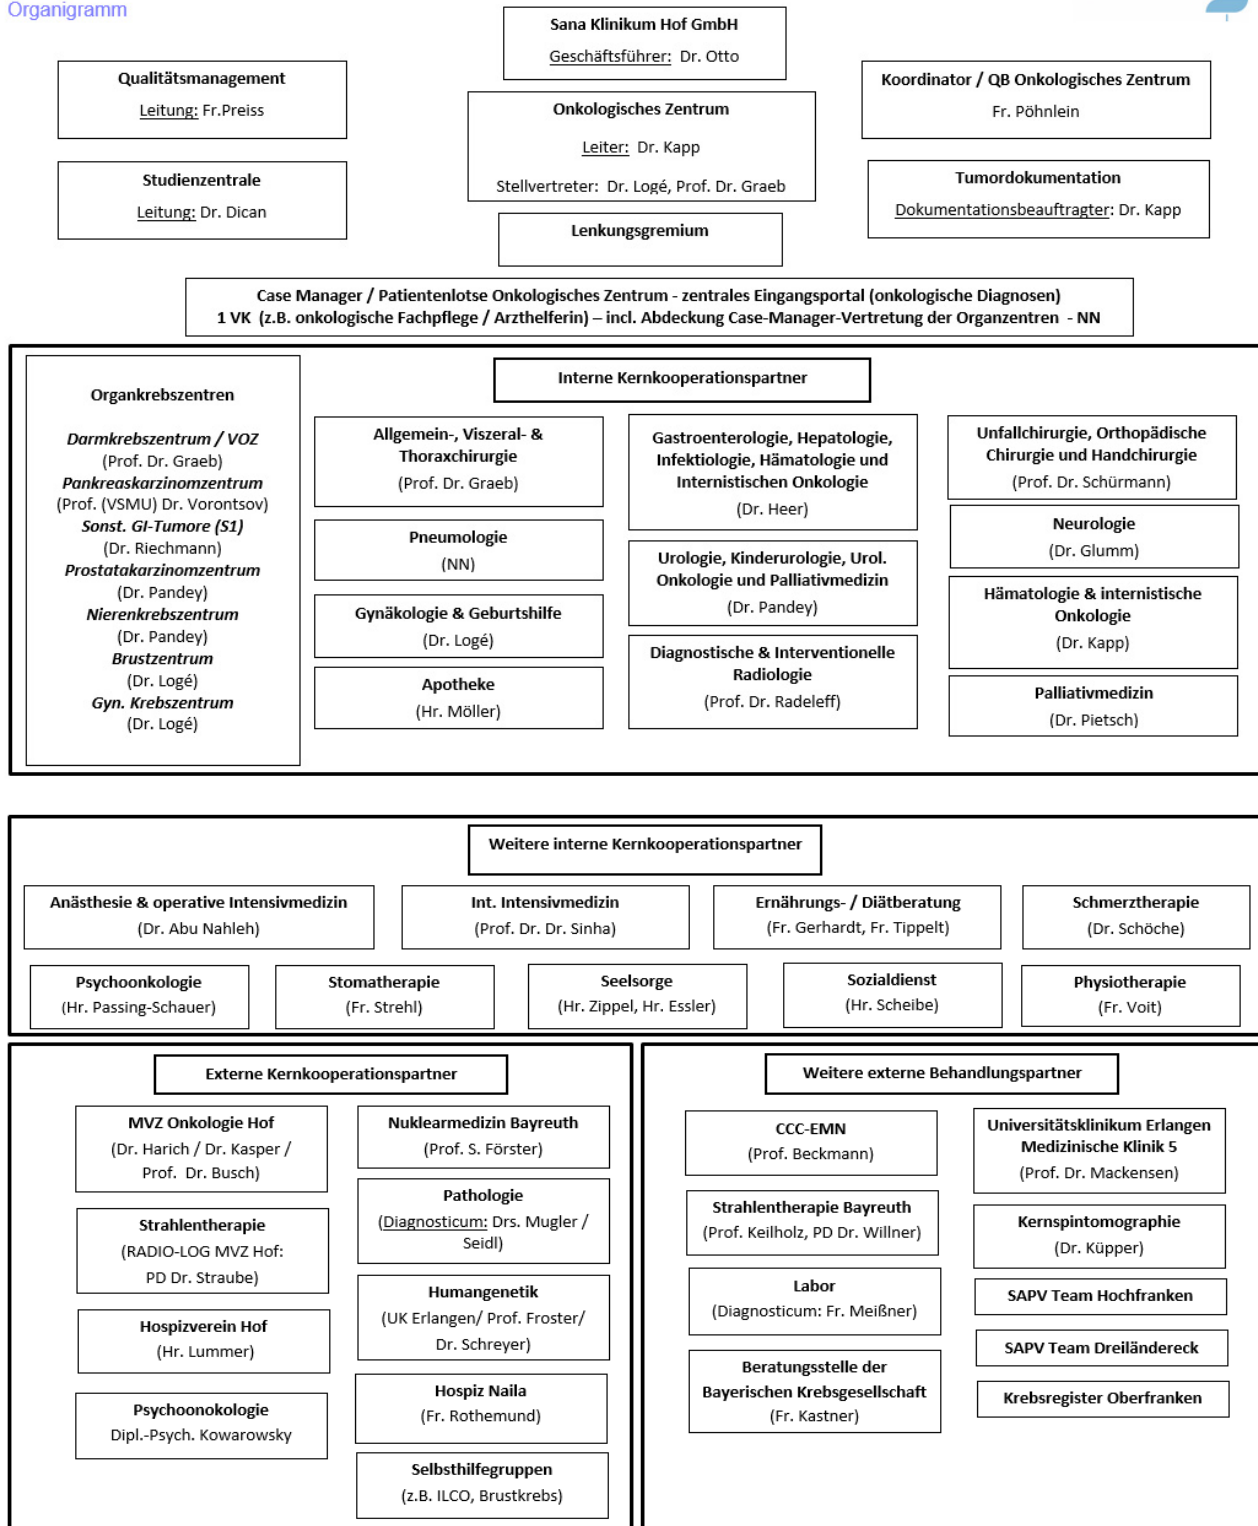 Organigramm
Sana Klinikum Hof GmbH
Geschäftsführer: Dr. Otto
Qualitätsmanagement
Leitung: Fr.Preiss
Onkologisches Zentrum
Leiter: Dr. Kapp
Stellvertreter: Dr. Logé, Prof. Dr. Graeb
Koordinator / QB Onkologisches Zentrum
Fr. Pöhnlein
Studienzentrale
Leitung: Dr. Dican
Tumordokumentation
Dokumentationsbeauftragter: Dr. Kapp
Lenkungsgremium
Case Manager / Patientenlotse Onkologisches Zentrum - zentrales Eingangsportal (onkologische Diagnosen)
1 VK (z.B. onkologische Fachpflege / Arzthelferin) – incl. Abdeckung Case-Manager-Vertretung der Organzentren - NN
Organkrebszentren
Darmkrebszentrum / VOZ
(Prof. Dr. Graeb)
Pankreaskarzinomzentrum
(Prof. (VSMU) Dr. Vorontsov)
Sonst. GI-Tumore (S1)
(Dr. Riechmann)
Prostatakarzinomzentrum
(Dr. Pandey)
Nierenkrebszentrum
(Dr. Pandey)
Brustzentrum
(Dr. Logé)
Gyn. Krebszentrum
(Dr. Logé)
Interne Kernkooperationspartner
Allgemein-, Viszeral- &
Thoraxchirurgie
(Prof. Dr. Graeb)
Pneumologie
(NN)
Gynäkologie & Geburtshilfe
(Dr. Logé)
Apotheke
(Hr. Möller)
Gastroenterologie, Hepatologie,
Infektiologie, Hämatologie und
Internistischen Onkologie
(Dr. Heer)
Urologie, Kinderurologie, Urol.
Onkologie und Palliativmedizin
(Dr. Pandey)
Diagnostische & Interventionelle
Radiologie
(Prof. Dr. Radeleff)
Unfallchirurgie, Orthopädische
Chirurgie und Handchirurgie
(Prof. Dr. Schürmann)
Neurologie
(Dr. Glumm)
Hämatologie & internistische
Onkologie
(Dr. Kapp)
Palliativmedizin
(Dr. Pietsch)
Weitere interne Kernkooperationspartner
Anästhesie & operative Intensivmedizin
(Dr. Abu Nahleh)
Int. Intensivmedizin
(Prof. Dr. Dr. Sinha)
Ernährungs- / Diätberatung
(Fr. Gerhardt, Fr. Tippelt)
Schmerztherapie
(Dr. Schöche)
Psychoonkologie
(Hr. Passing-Schauer)
Stomatherapie
(Fr. Strehl)
Seelsorge
(Hr. Zippel, Hr. Essler)
Sozialdienst
(Hr. Scheibe)
Physiotherapie
(Fr. Voit)
Externe Kernkooperationspartner
MVZ Onkologie Hof
(Dr. Harich / Dr. Kasper /
Prof. Dr. Busch)
Strahlentherapie
(RADIO-LOG MVZ Hof:
PD Dr. Straube)
Hospizverein Hof
(Hr. Lummer)
Psychoonokologie
Dipl.-Psych. Kowarowsky
Nuklearmedizin Bayreuth
(Prof. S. Förster)
Pathologie
(Diagnosticum: Drs. Mugler /
Seidl)
Humangenetik
(UK Erlangen/ Prof. Froster/
Dr. Schreyer)
Hospiz Naila
(Fr. Rothemund)
Selbsthilfegruppen
(z.B. ILCO, Brustkrebs)
Weitere externe Behandlungspartner
CCC-EMN
(Prof. Beckmann)
Strahlentherapie Bayreuth
(Prof. Keilholz, PD Dr. Willner)
Labor
(Diagnosticum: Fr. Meißner)
Beratungsstelle der
Bayerischen Krebsgesellschaft
(Fr. Kastner)
Universitätsklinikum Erlangen
Medizinische Klinik 5
(Prof. Dr. Mackensen)
Kernspintomographie
(Dr. Küpper)
SAPV Team Hochfranken
SAPV Team Dreiländereck
Krebsregister Oberfranken